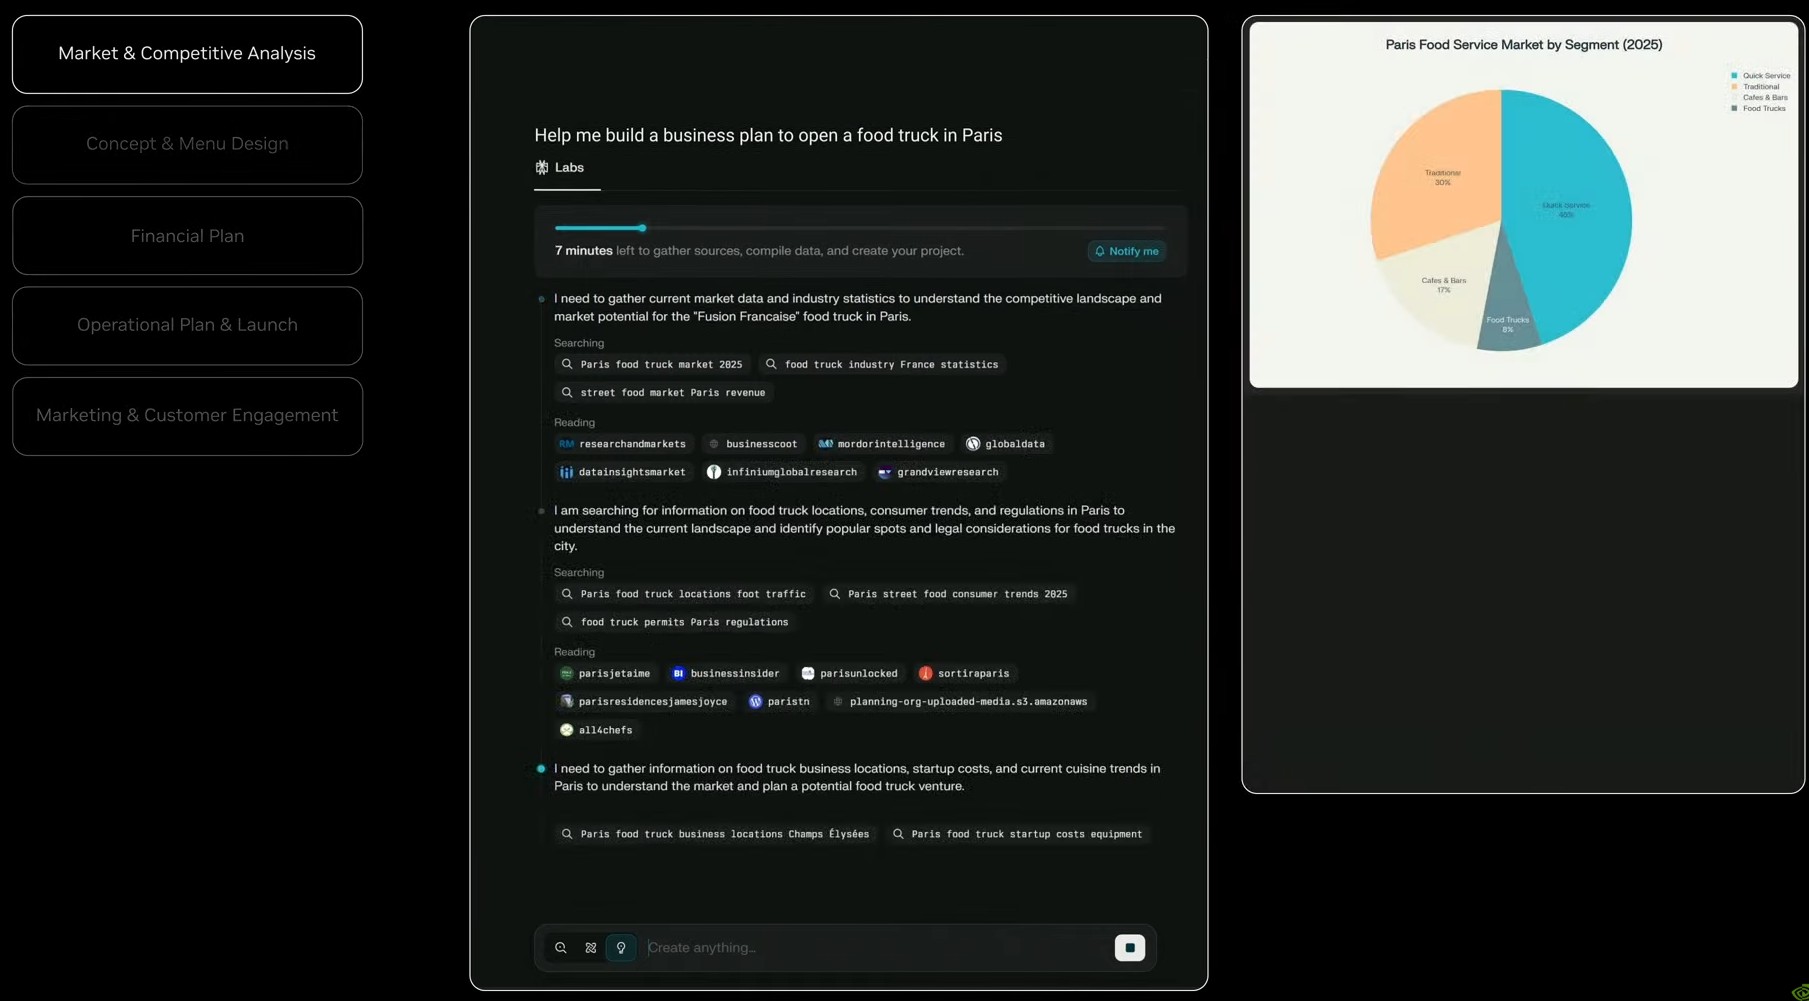 Market & Competitive Analysis
Concept & Menu Design
Financial Plan
Operational Plan & Launch
Marketing & Customer Engagement
Help me build a business plan to open a food truck in Paris
Labs
7 minutes left to gather sources, compile data, and create your project.
Notify me
I need to gather current market data and industry statistics to understand the competitive landscape and
market potential for the "Fusion Francaise" food truck in Paris.
Searching
Paris food truck market 2025
food truck industry France statistics
street food market Paris revenue
Reading
RM researchandmarkets
businesscoot
mordorintelligence
globaldata
datainsightsmarket
infiniumglobalresearch
grandviewresearch
I am searching for information on food truck locations, consumer trends, and regulations in Paris to
understand the current landscape and identify popular spots and legal considerations for food trucks in the
city.
Searching
Paris food truck locations foot traffic
Paris street food consumer trends 2025
food truck permits Paris regulations
Reading
parisjetaime
BI businessinsider
parisunlocked
sortiraparis
parisresidencesjamesjoyce
paristn
planning-org-uploaded-media.s3.amazonaws
all4chefs
I need to gather information on food truck business locations, startup costs, and current cuisine trends in
Paris to understand the market and plan a potential food truck venture.
Paris food truck business locations Champs Élysées
Paris food truck startup costs equipment
Create anything...
Paris Food Service Market by Segment (2025)
Quick Service
Traditional
Cafes & Bars
Food Trucks
Traditional
30%
Quick Service
Cafes & Bars
17%
Food Trucks
8%